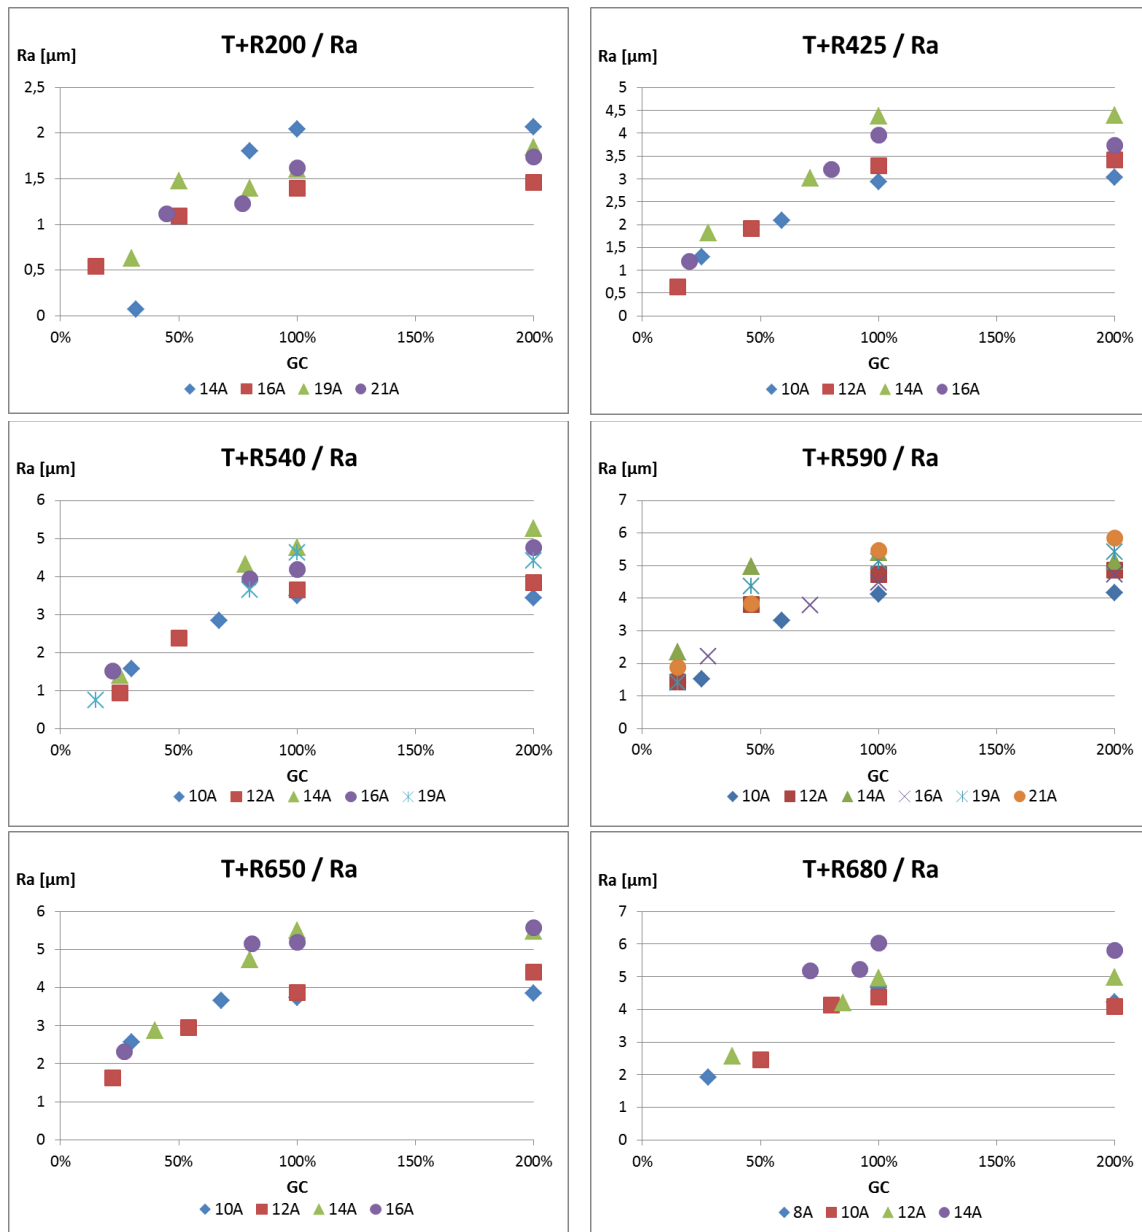 T+R200 / Ra
Ra [µm]
2,5
2
1,5
1
0,5
0
0% 50% 100% 150% 200%
GC
14A 16A 19A 21A
T+R425 / Ra
Ra [µm]
5
4,5
4
3,5
3
2,5
2
1,5
1
0,5
0
0% 50% 100% 150% 200%
GC
10A 12A 14A 16A
T+R540 / Ra
Ra [µm]
6
5
4
3
2
1
0
0% 50% 100% 150% 200%
GC
10A 12A 14A 16A 19A
T+R590 / Ra
Ra [µm]
7
6
5
4
3
2
1
0
0% 50% 100% 150% 200%
GC
10A 12A 14A 16A 19A 21A
T+R650 / Ra
Ra [µm]
6
5
4
3
2
1
0
0% 50% 100% 150% 200%
GC
10A 12A 14A 16A
T+R680 / Ra
Ra [µm]
7
6
5
4
3
2
1
0
0% 50% 100% 150% 200%
GC
8A 10A 12A 14A